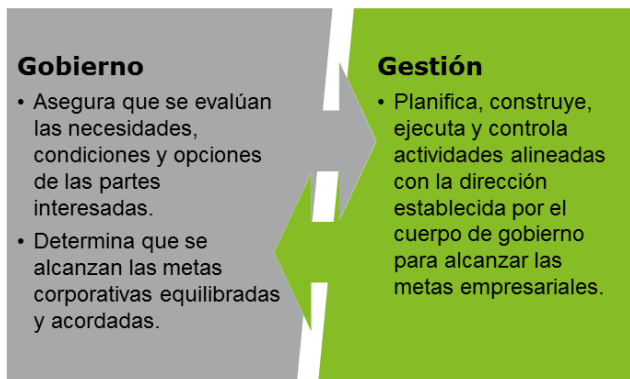 Gobierno
• Asegura que se evalúan
las necesidades,
condiciones y opciones
de las partes
interesadas.
• Determina que se
alcanzan las metas
corporativas equilibradas
y acordadas.
Gestión
• Planifica, construye,
ejecuta y controla
actividades alineadas
con la dirección
establecida por el
cuerpo de gobierno
para alcanzar las
metas empresariales.